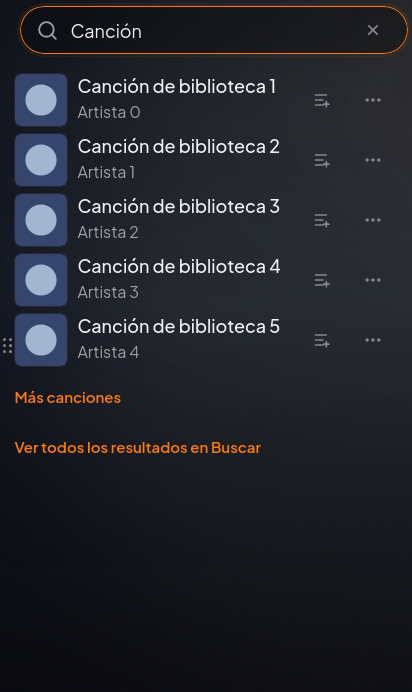 Canción
Canción de biblioteca 1
Artista 0
Canción de biblioteca 2
Artista 1
Canción de biblioteca 3
Artista 2
Canción de biblioteca 4
Artista 3
Canción de biblioteca 5
Artista 4
Más canciones
Ver todos los resultados en Buscar